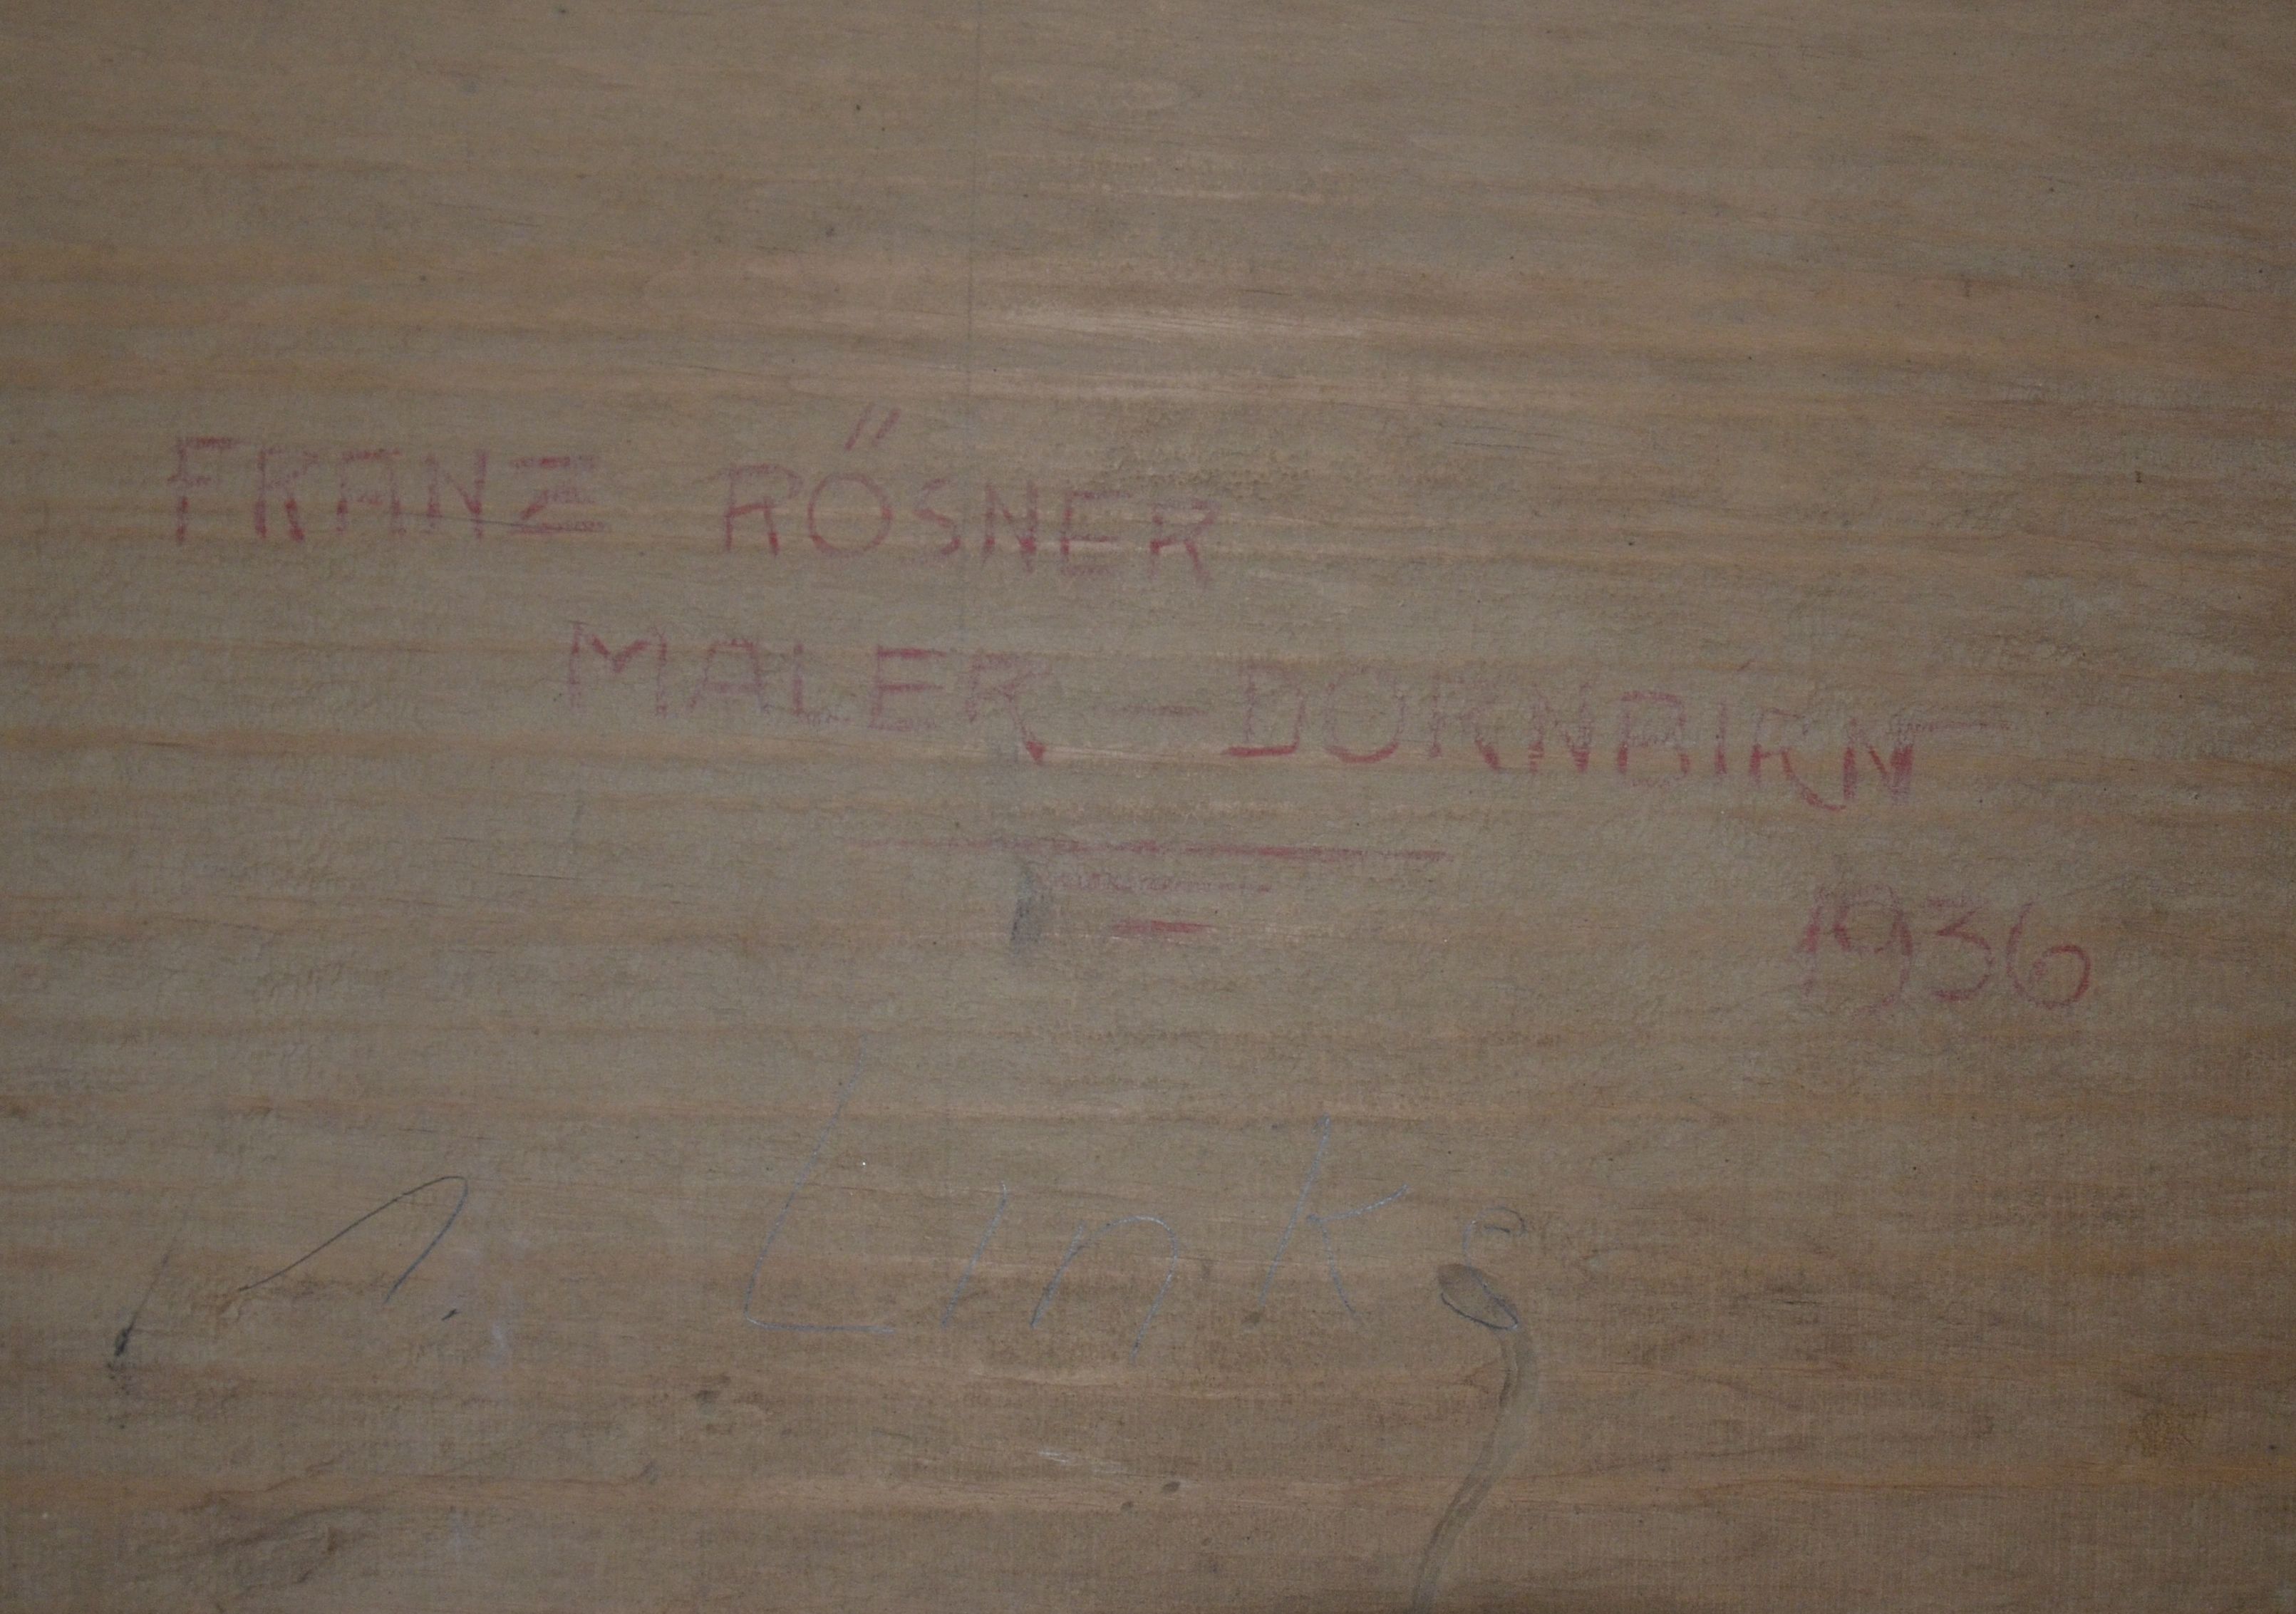 FRANZ RÖSNER
MALER - DORNBIRN
1936
Links